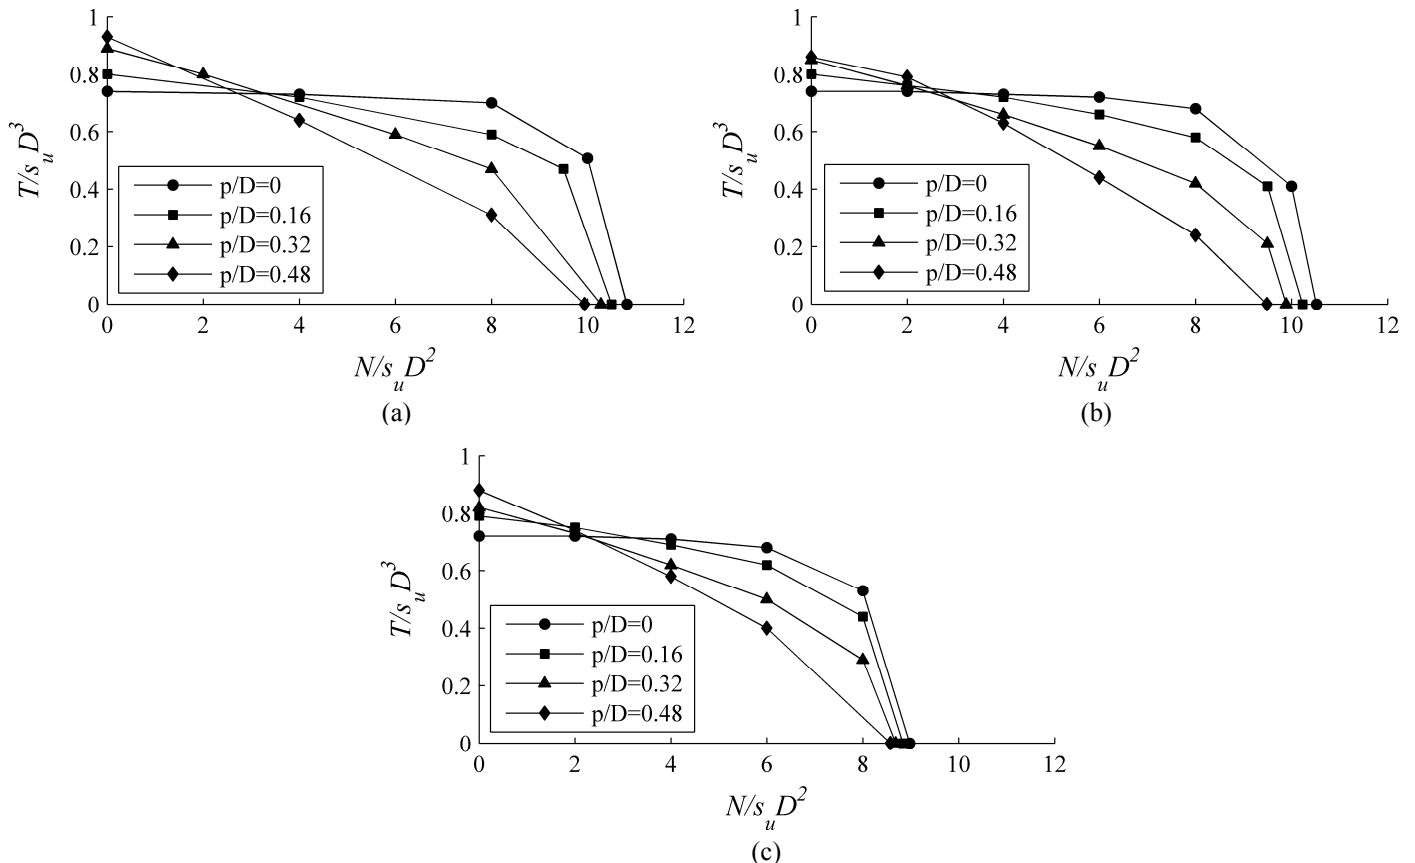 1
0.8
0.6
0.4
0.2
0
T/s_u D^3
p/D=0
p/D=0.16
p/D=0.32
p/D=0.48
0 2 4 6 8 10 12
N/s_u D^2
(a)
1
0.8
0.6
0.4
0.2
0
T/s_u D^3
p/D=0
p/D=0.16
p/D=0.32
p/D=0.48
0 2 4 6 8 10 12
N/s_u D^2
(b)
1
0.8
0.6
0.4
0.2
0
T/s_u D^3
p/D=0
p/D=0.16
p/D=0.32
p/D=0.48
0 2 4 6 8 10 12
N/s_u D^2
(c)